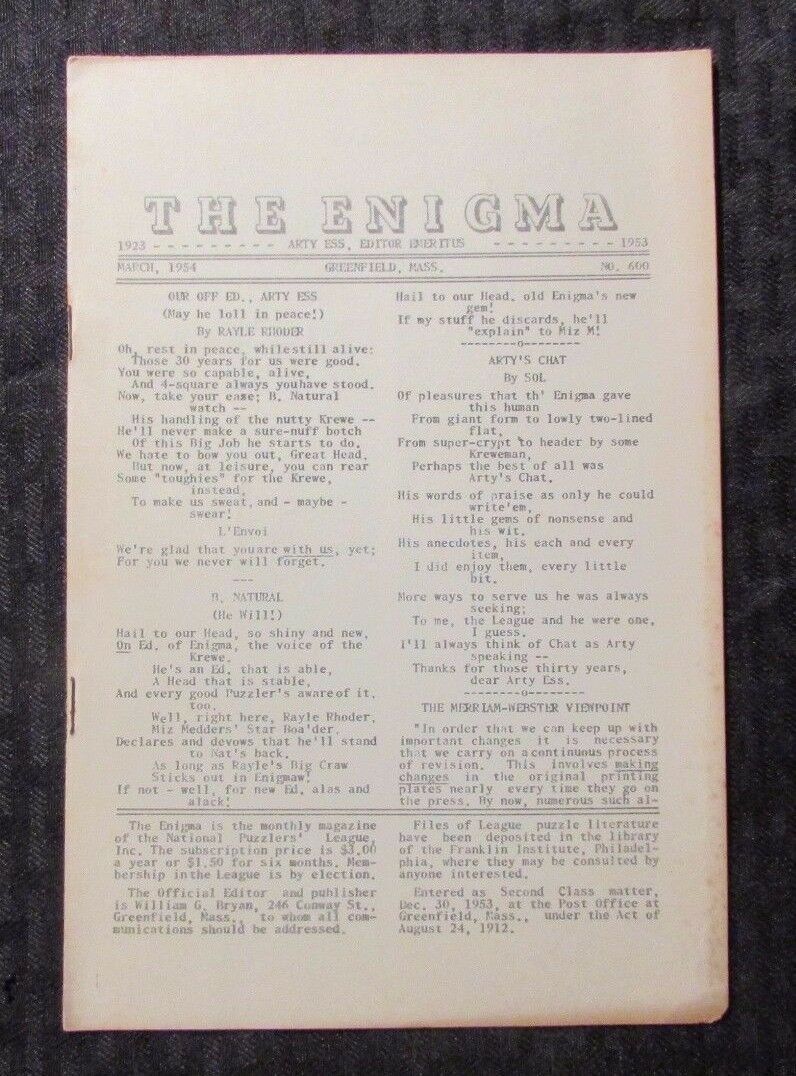 THE ENIGMA
1923 - - - - - - - - - ARTY ESS, EDITOR EMERITUS - - - - - - - - - 1953
MARCH, 1954 GREENFIELD, MASS. NO. 600
OUR OFF ED., ARTY ESS
(May he loll in peace!)
By RAYLE RHODER
Oh, rest in peace, while still alive:
Those 30 years for us were good.
You were so capable, alive,
And 4-square always you have stood.
Now, take your ease; B. Natural
watch --
His handling of the nutty Krewe --
He'll never make a sure-nuff botch
Of this Big Job he starts to do.
We hate to bow you out, Great Head,
But now, at leisure, you can rear
Some "toughies" for the Krewe,
instead,
To make us sweat, and - maybe -
swear!
L'Envoi
We're glad that you are with us, yet;
For you we never will forget.
---
B. NATURAL
(He Will!)
Hail to our Head, so shiny and new,
On Ed. of Enigma, the voice of the
Krewe.
He's an Ed. that is able,
A Head that is stable,
And every good Puzzler's aware of it,
too.
Well, right here, Rayle Rhoder,
Miz Medders' Star Boa'der,
Declares and devows that he'll stand
to Nat's back.
As long as Rayle's Big Craw
Sticks out in Enigmaw!
If not - well, for new Ed. alas and
alack!
Hail to our Head, old Enigma's new
gem!
If my stuff he discards, he'll
"explain" to Miz M!
--------o--------
ARTY'S CHAT
By SOL
Of pleasures that th' Enigma gave
this human
From giant form to lowly two-lined
flat,
From super-crypt to header by some
Kreweman,
Perhaps the best of all was
Arty's Chat.
His words of praise as only he could
write 'em,
His little gems of nonsense and
his wit,
His anecdotes, his each and every
item,
I did enjoy them, every little
bit.
More ways to serve us he was always
seeking;
To me, the League and he were one,
I guess.
I'll always think of Chat as Arty
speaking --
Thanks for those thirty years,
dear Arty Ess.
--------o--------
THE MERRIAM-WEBSTER VIEWPOINT
"In order that we can keep up with
important changes it is necessary
that we carry on a continuous process
of revision. This involves making
changes in the original printing
plates nearly every time they go on
the press. By now, numerous such al-
The Enigma is the monthly magazine
of the National Puzzlers' League,
Inc. The subscription price is $3.00
a year or $1.50 for six months. Mem-
bership in the League is by election.
The Official Editor and publisher
is William G. Bryan, 246 Conway St.,
Greenfield, Mass., to whom all com-
munications should be addressed.
Files of League puzzle literature
have been deposited in the library
of the Franklin Institute, Philadel-
phia, where they may be consulted by
anyone interested.
Entered as Second Class matter,
Dec. 30, 1953, at the Post Office at
Greenfield, Mass., under the Act of
August 24, 1912.